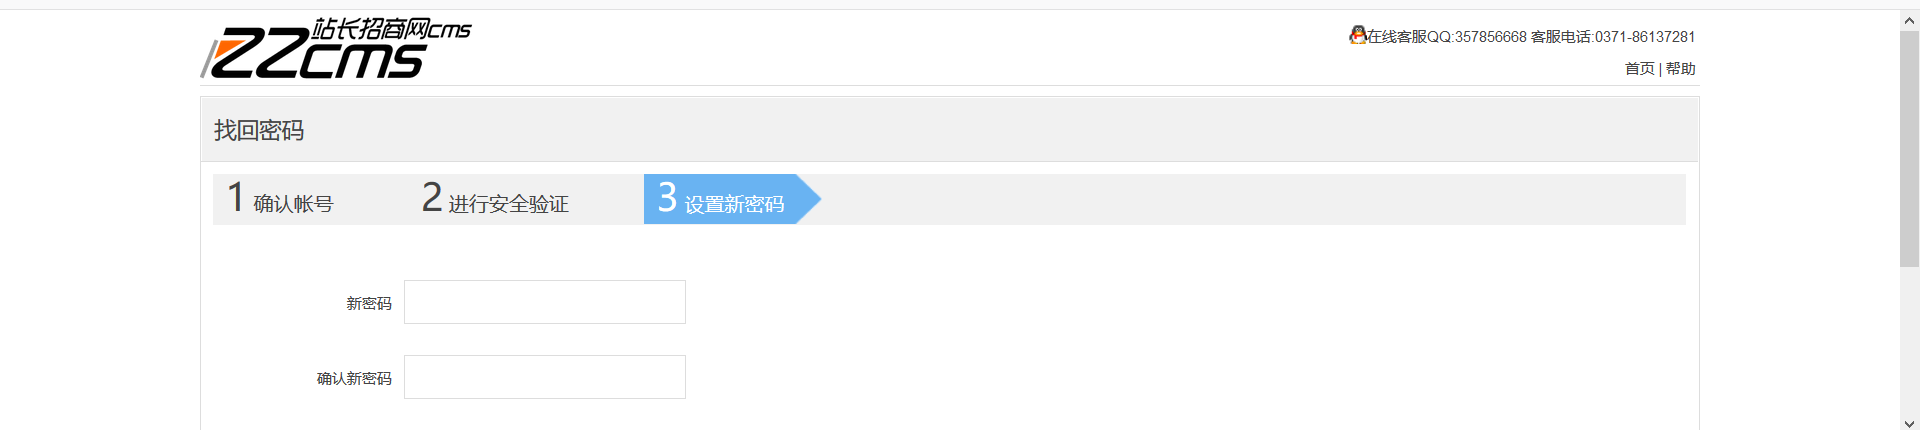 站长招商网cms
ZZcms
在线客服QQ:357856668 客服电话:0371-86137281
首页 | 帮助
找回密码
1 确认帐号
2 进行安全验证
3 设置新密码
新密码
确认新密码